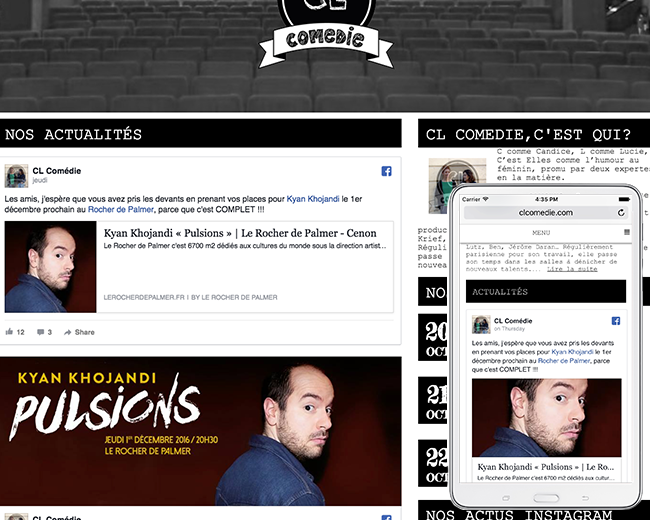 CL
COMEDIE
NOS ACTUALITÉS
CL Comédie
jeudi
Les amis, j'espère que vous avez pris les devants en prenant vos places pour Kyan Khojandi le 1er
décembre prochain au Rocher de Palmer, parce que c'est COMPLET !!!
Kyan Khojandi « Pulsions » | Le Rocher de Palmer - Cenon
Le Rocher de Palmer c'est 6700 m2 dédiés aux cultures du monde sous la direction artist...
LEROCHERDEPALMER.FR | BY LE ROCHER DE PALMER
12 3 Share
KYAN KHOJANDI
PULSIONS
JEUDI 1er DÉCEMBRE 2016 / 20H30
LE ROCHER DE PALMER
CL Comédie
CL COMEDIE,C'EST QUI?
C comme Candice, L comme Lucie,
C'est Elles comme l'humour au
féminin, promu par deux expertes
en la matière.
produc
Krief,
Réguli
passe
nouvea
NOS
20
OCT
21
OCT
22
OCT
NOS ACTUS INSTAGRAM
Carrier 4:35 PM
clcomedie.com
MENU
Lutz, Ben, Jérôme Daran… Régulièrement
parisienne pour son travail, elle passe
son temps dans les salles à dénicher de
nouveaux talents.... Lire la suite
ACTUALITÉS
CL Comédie
on Thursday
Les amis, j'espère que vous avez pris les devants
en prenant vos places pour Kyan Khojandi le 1er
décembre prochain au Rocher de Palmer, parce
que c'est COMPLET !!!
Kyan Khojandi « Pulsions » | Le Ro...
Le Rocher de Palmer c'est 6700 m2 dédiés aux cultur...